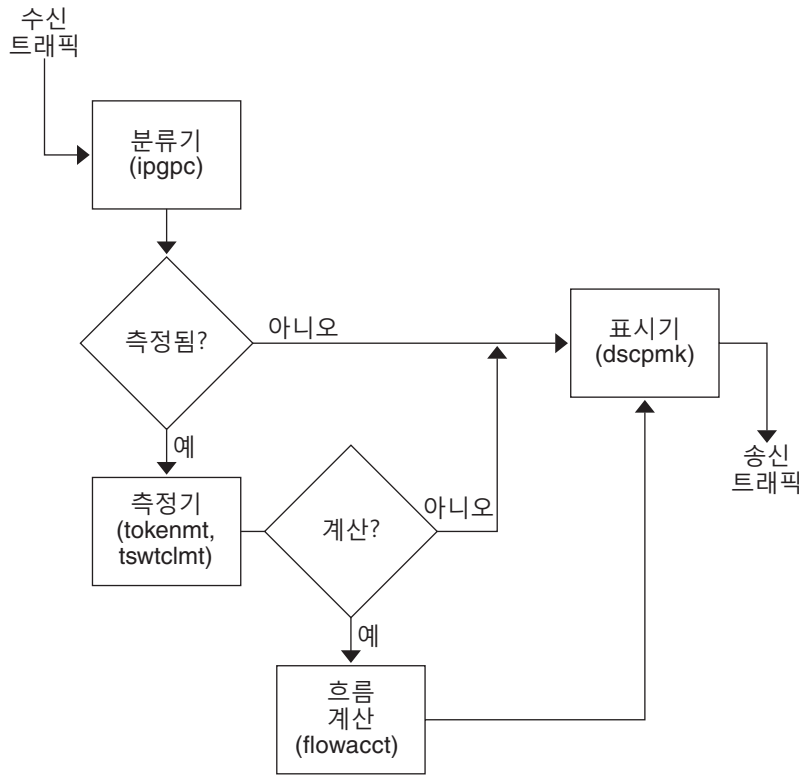 수신
트래픽
분류기
(ipgpc)
측정됨?
아니오
표시기
(dscpmk)
예
송신
트래픽
측정기
(tokenmt,
tswtclmt)
계산?
아니오
예
흐름
계산
(flowacct)